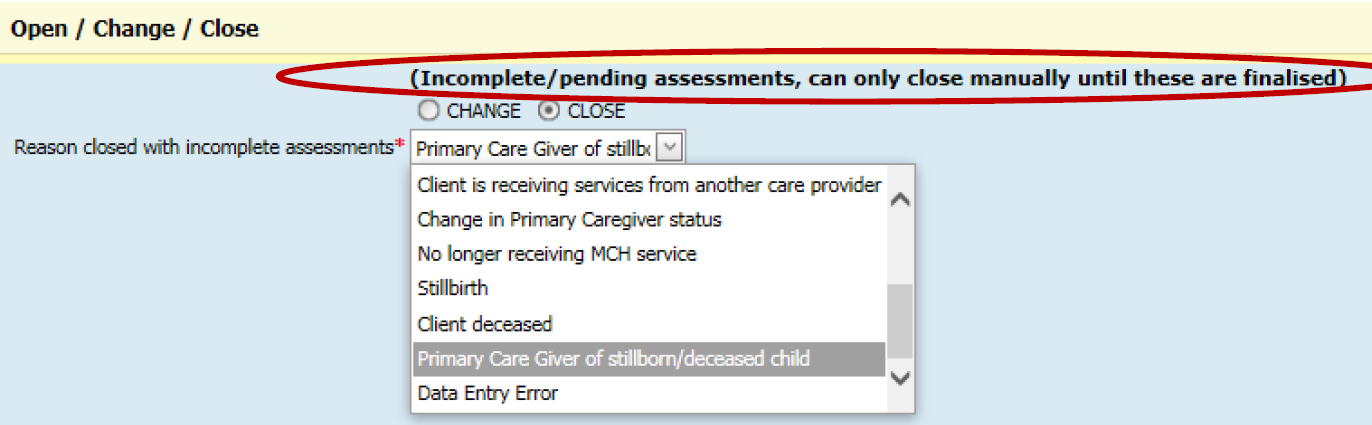 Open / Change / Close
(Incomplete/pending assessments, can only close manually until these are finalised)
CHANGE CLOSE
Reason closed with incomplete assessments* Primary Care Giver of stillb
Client is receiving services from another care provider
Change in Primary Caregiver status
No longer receiving MCH service
Stillbirth
Client deceased
Primary Care Giver of stillborn/deceased child
Data Entry Error